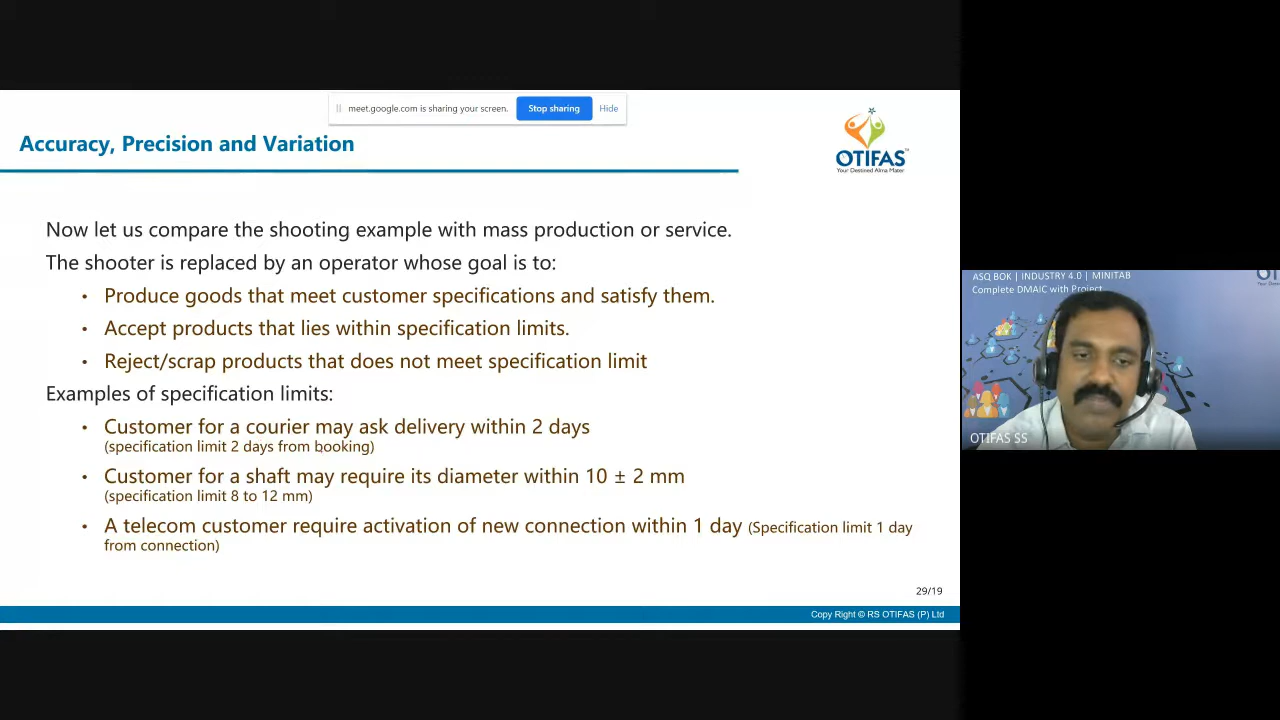 meet.google.com is sharing your screen. Stop sharing Hide
Accuracy, Precision and Variation
OTIFAS™
Your Destined Alma Mater
Now let us compare the shooting example with mass production or service.
The shooter is replaced by an operator whose goal is to:
• Produce goods that meet customer specifications and satisfy them.
• Accept products that lies within specification limits.
• Reject/scrap products that does not meet specification limit
Examples of specification limits:
• Customer for a courier may ask delivery within 2 days
(specification limit 2 days from booking)
• Customer for a shaft may require its diameter within 10 ± 2 mm
(specification limit 8 to 12 mm)
• A telecom customer require activation of new connection within 1 day (Specification limit 1 day
from connection)
29/19
Copy Right © RS OTIFAS (P) Ltd
ASQ BOK | INDUSTRY 4.0 | MINITAB
Complete DMAIC with Project
OTIFAS SS